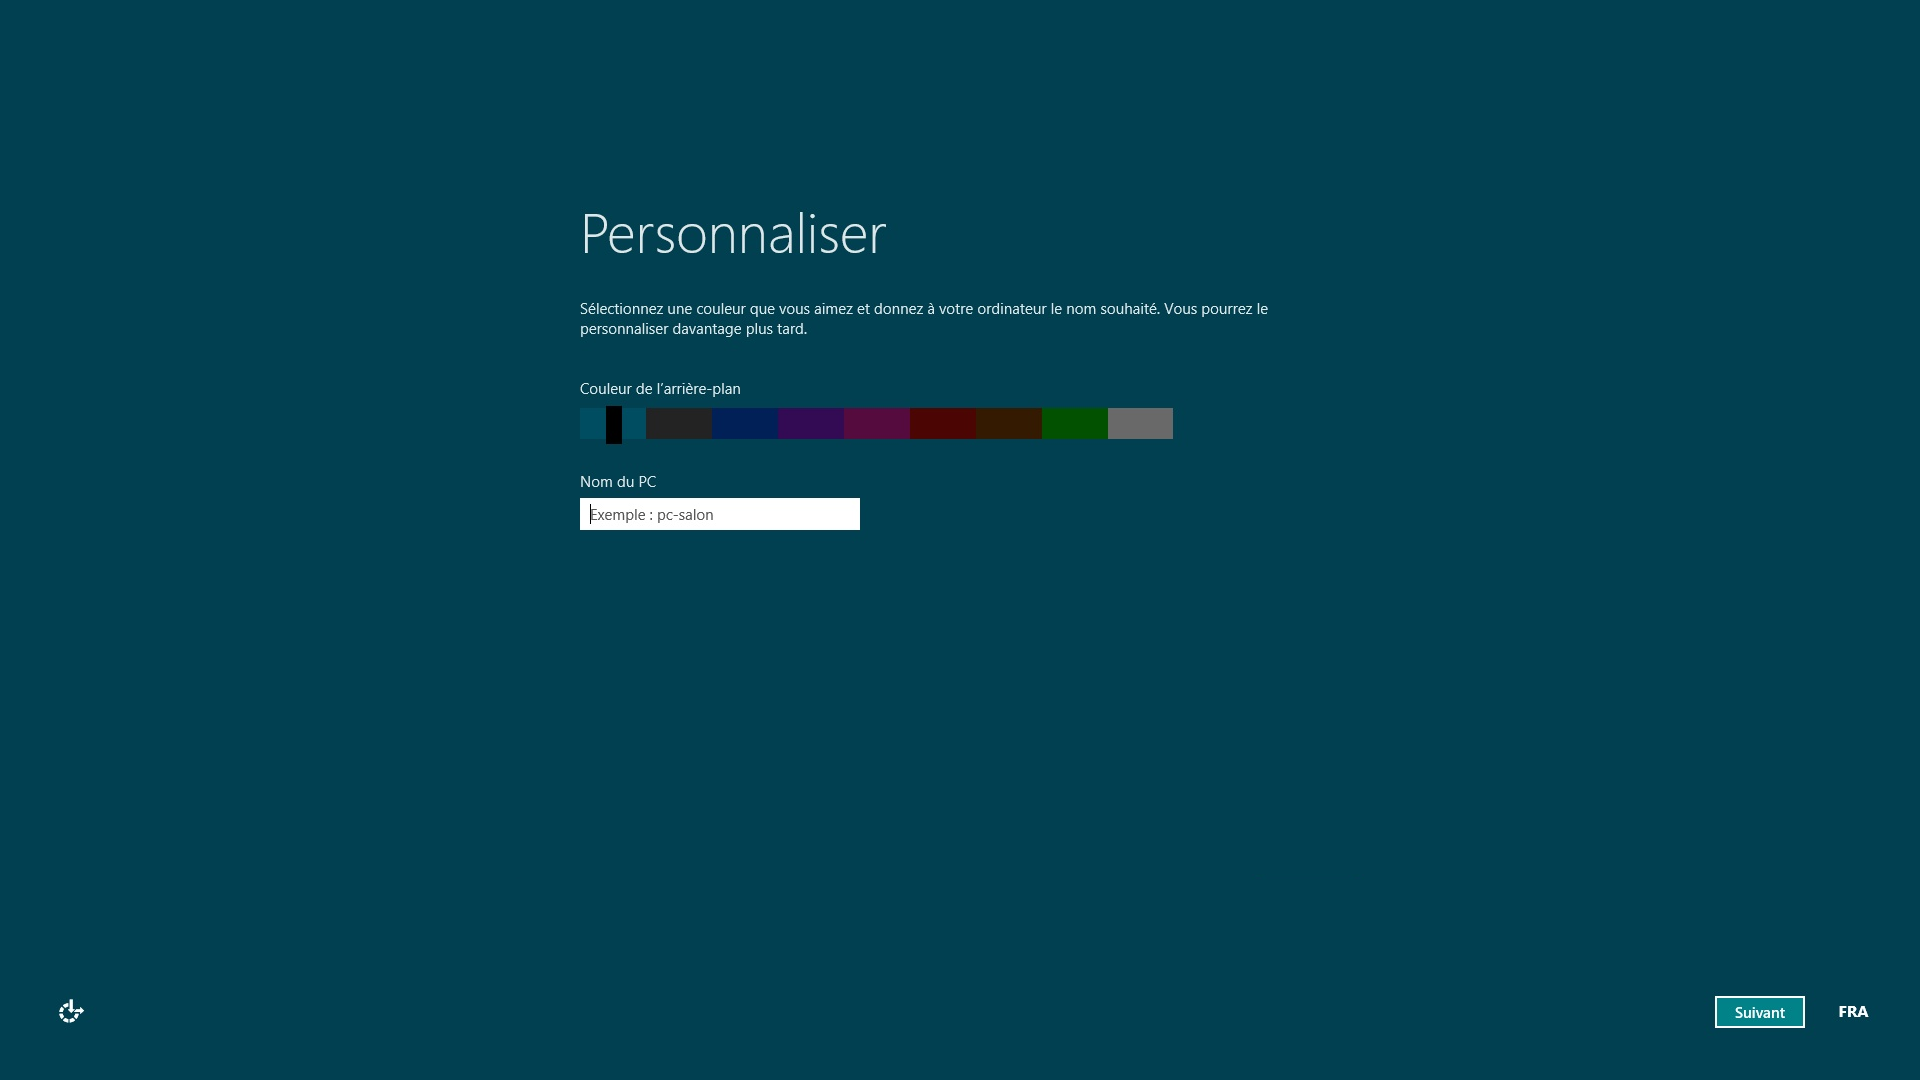 Personnaliser
Sélectionnez une couleur que vous aimez et donnez à votre ordinateur le nom souhaité. Vous pourrez le
personnaliser davantage plus tard.
Couleur de l'arrière-plan
Nom du PC
Exemple : pc-salon
Suivant
FRA